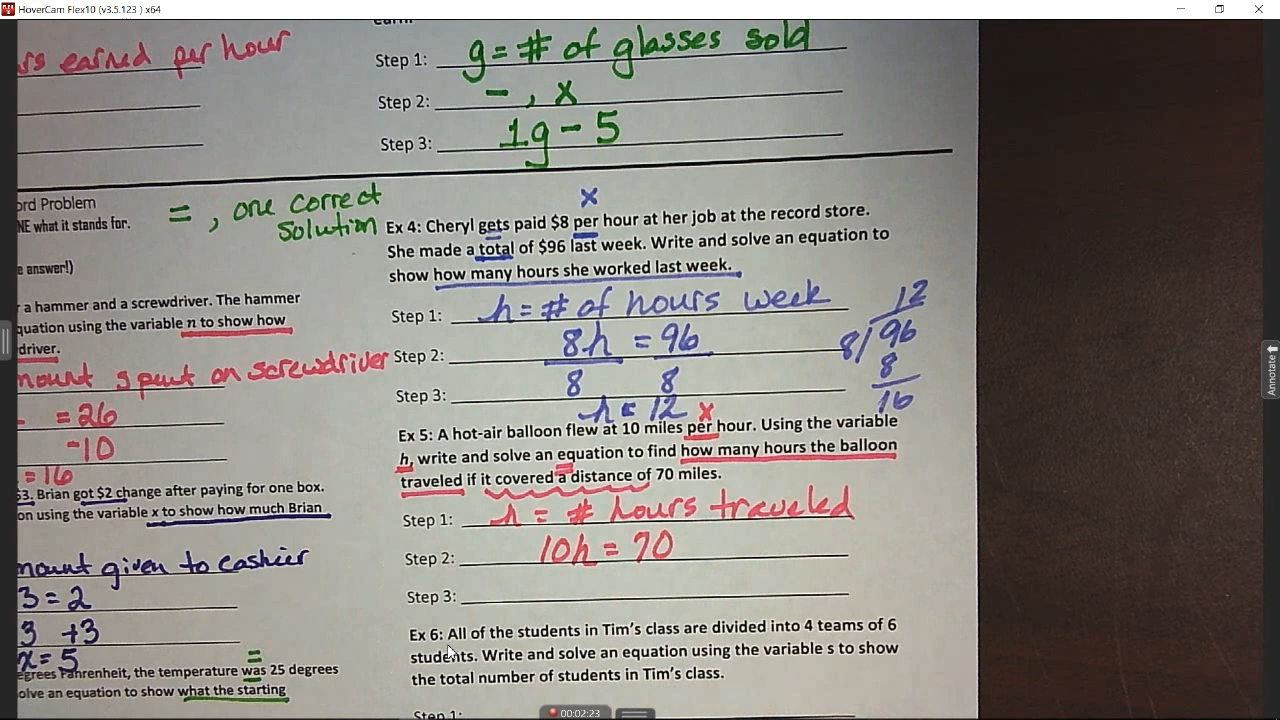 HoverCam Flex10 (v3.5.123 ) x64
earn.
rs earned per hour
Step 1: g = # of glasses sold
Step 2: - , x
Step 3: 1g - 5
ord Problem
NE what it stands for.
= , one correct
solution
e answer!)
r a hammer and a screwdriver. The hammer
quation using the variable n to show how
driver.
mount spent on screwdriver
= 26
-10
= 16
$3. Brian got $2 change after paying for one box.
on using the variable x to show how much Brian
mount given to cashier
3 = 2
3 +3
x = 5
=
egrees Fahrenheit, the temperature was 25 degrees
olve an equation to show what the starting
x
Ex 4: Cheryl gets paid $8 per hour at her job at the record store.
She made a total of $96 last week. Write and solve an equation to
show how many hours she worked last week.
Step 1: h = # of hours week
Step 2: 8h = 96
8 8
Step 3:
h = 12
12
8/96
8
16
x
Ex 5: A hot-air balloon flew at 10 miles per hour. Using the variable
h, write and solve an equation to find how many hours the balloon
=
traveled if it covered a distance of 70 miles.
Step 1: h = # hours traveled
Step 2: 10h = 70
Step 3:
Ex 6: All of the students in Tim's class are divided into 4 teams of 6
students. Write and solve an equation using the variable s to show
the total number of students in Tim's class.
Step 1:
00:02:23
Annotate